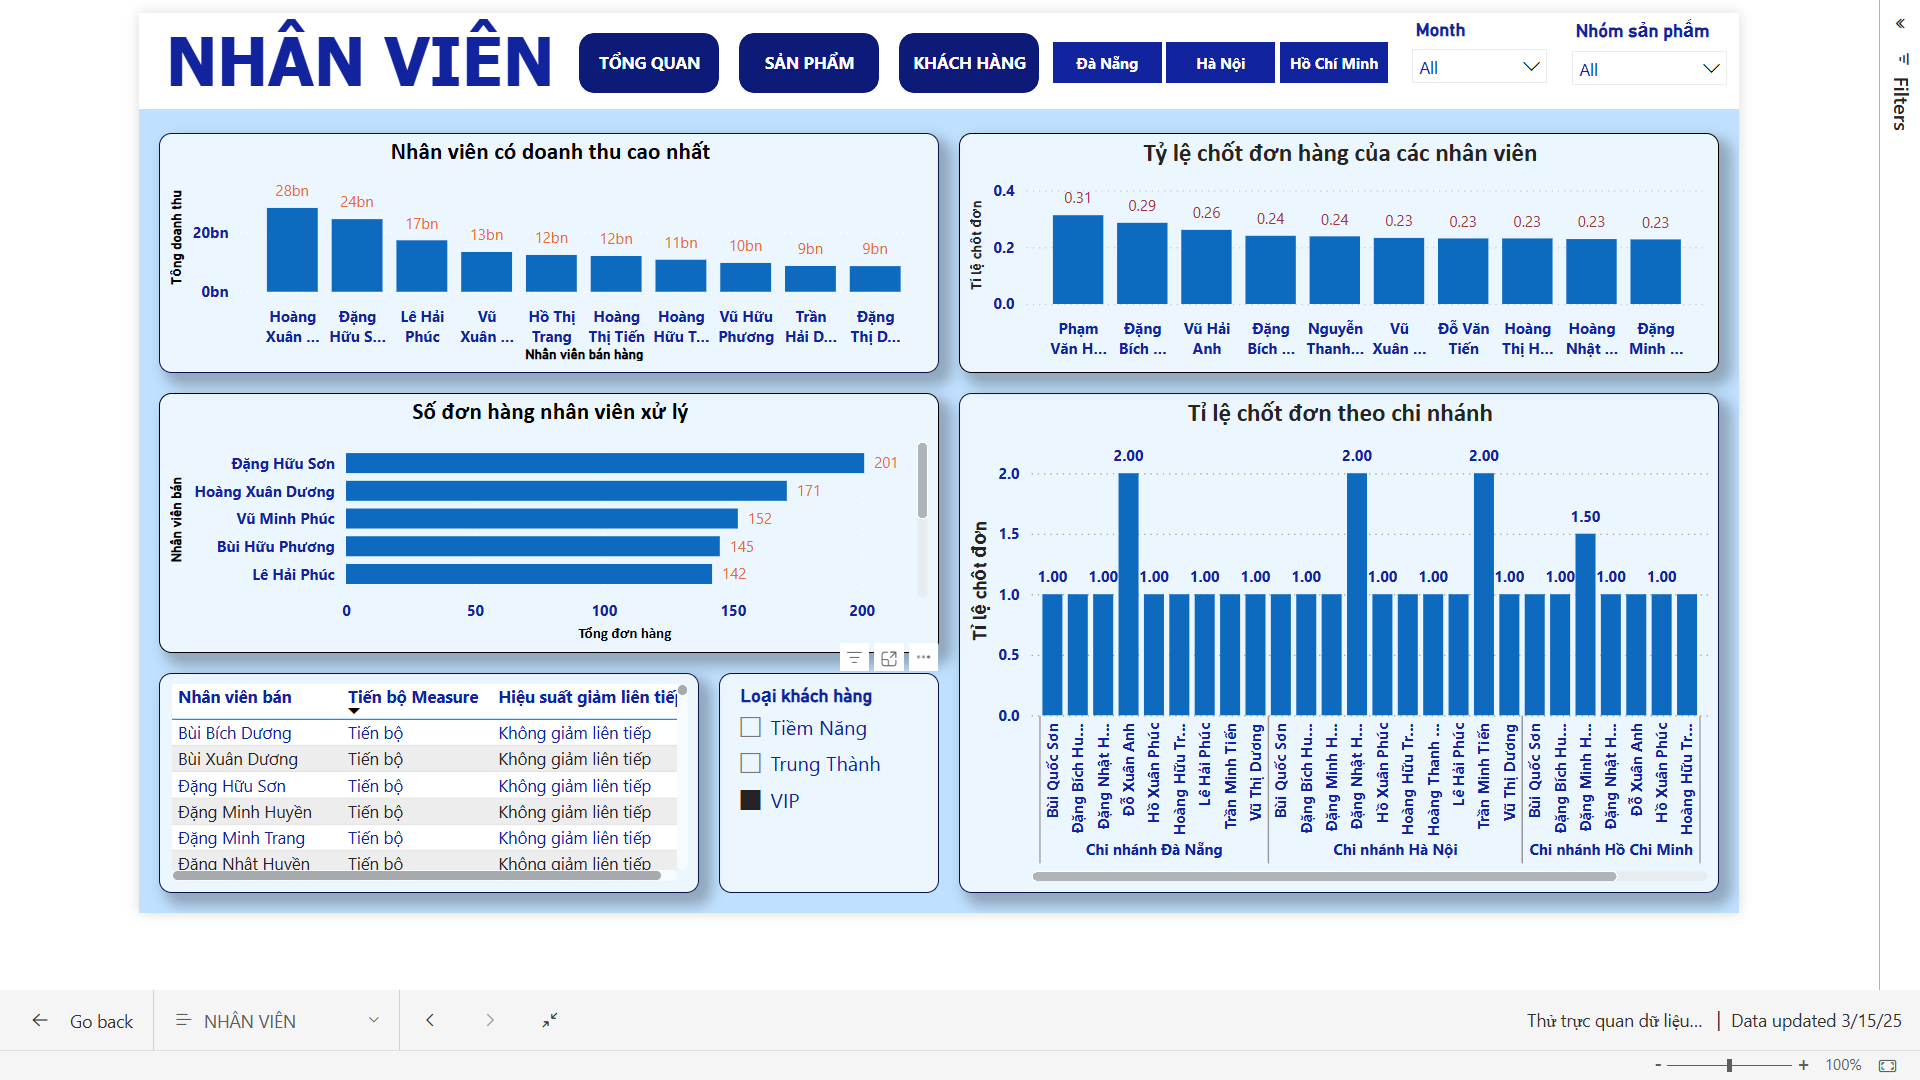 NHÂN VIÊN
TỔNG QUAN
SẢN PHẨM
KHÁCH HÀNG
Đà Nẵng
Hà Nội
Hồ Chí Minh
Month
All
Nhóm sản phẩm
All
Filters
Nhân viên có doanh thu cao nhất
Tổng doanh thu
20bn
0bn
28bn
24bn
17bn
13bn
12bn
12bn
11bn
10bn
9bn
9bn
Hoàng Xuân ...
Đặng Hữu S...
Lê Hải Phúc
Vũ Xuân ...
Hồ Thị Trang
Hoàng Thị Tiến
Hoàng Hữu T...
Vũ Hữu Phương
Trần Hải D...
Đặng Thị D...
Nhân viên bán hàng
Tỷ lệ chốt đơn hàng của các nhân viên
Tỉ lệ chốt đơn
0.4
0.2
0.0
0.31
0.29
0.26
0.24
0.24
0.23
0.23
0.23
0.23
0.23
Phạm Văn H...
Đặng Bích ...
Vũ Hải Anh
Đặng Bích ...
Nguyễn Thanh...
Vũ Xuân ...
Đỗ Văn Tiến
Hoàng Thị H...
Hoàng Nhật ...
Đặng Minh ...
Số đơn hàng nhân viên xử lý
Nhân viên bán
Đặng Hữu Sơn 201
Hoàng Xuân Dương 171
Vũ Minh Phúc 152
Bùi Hữu Phương 145
Lê Hải Phúc 142
0 50 100 150 200
Tổng đơn hàng
Tỉ lệ chốt đơn theo chi nhánh
Tỉ lệ chốt đơn
2.0
1.5
1.0
0.5
0.0
1.00
1.00
2.00
1.00
1.00
1.00
1.00
2.00
1.00
1.00
2.00
1.00
1.00
1.50
1.00
1.00
Bùi Quốc Sơn
Đặng Bích Hu...
Đặng Nhật H...
Đỗ Xuân Anh
Hồ Xuân Phúc
Hoàng Hữu Tr...
Lê Hải Phúc
Trần Minh Tiến
Vũ Thị Dương
Bùi Quốc Sơn
Đặng Bích Hu...
Đặng Minh H...
Đặng Nhật H...
Hồ Xuân Phúc
Hoàng Hữu Tr...
Hoàng Thanh ...
Lê Hải Phúc
Trần Minh Tiến
Vũ Thị Dương
Bùi Quốc Sơn
Đặng Bích Hu...
Đặng Minh H...
Đặng Nhật H...
Đỗ Xuân Anh
Hồ Xuân Phúc
Hoàng Hữu Tr...
Chi nhánh Đà Nẵng
Chi nhánh Hà Nội
Chi nhánh Hồ Chi Minh
Nhân viên bán Tiến bộ Measure Hiệu suất giảm liên tiếp
Bùi Bích Dương Tiến bộ Không giảm liên tiếp
Bùi Xuân Dương Tiến bộ Không giảm liên tiếp
Đặng Hữu Sơn Tiến bộ Không giảm liên tiếp
Đặng Minh Huyền Tiến bộ Không giảm liên tiếp
Đặng Minh Trang Tiến bộ Không giảm liên tiếp
Đặng Nhật Huyền Tiến bộ Không giảm liên tiếp
Loại khách hàng
Tiềm Năng
Trung Thành
VIP
Go back
NHÂN VIÊN
Thử trực quan dữ liệu... | Data updated 3/15/25
- + 100%